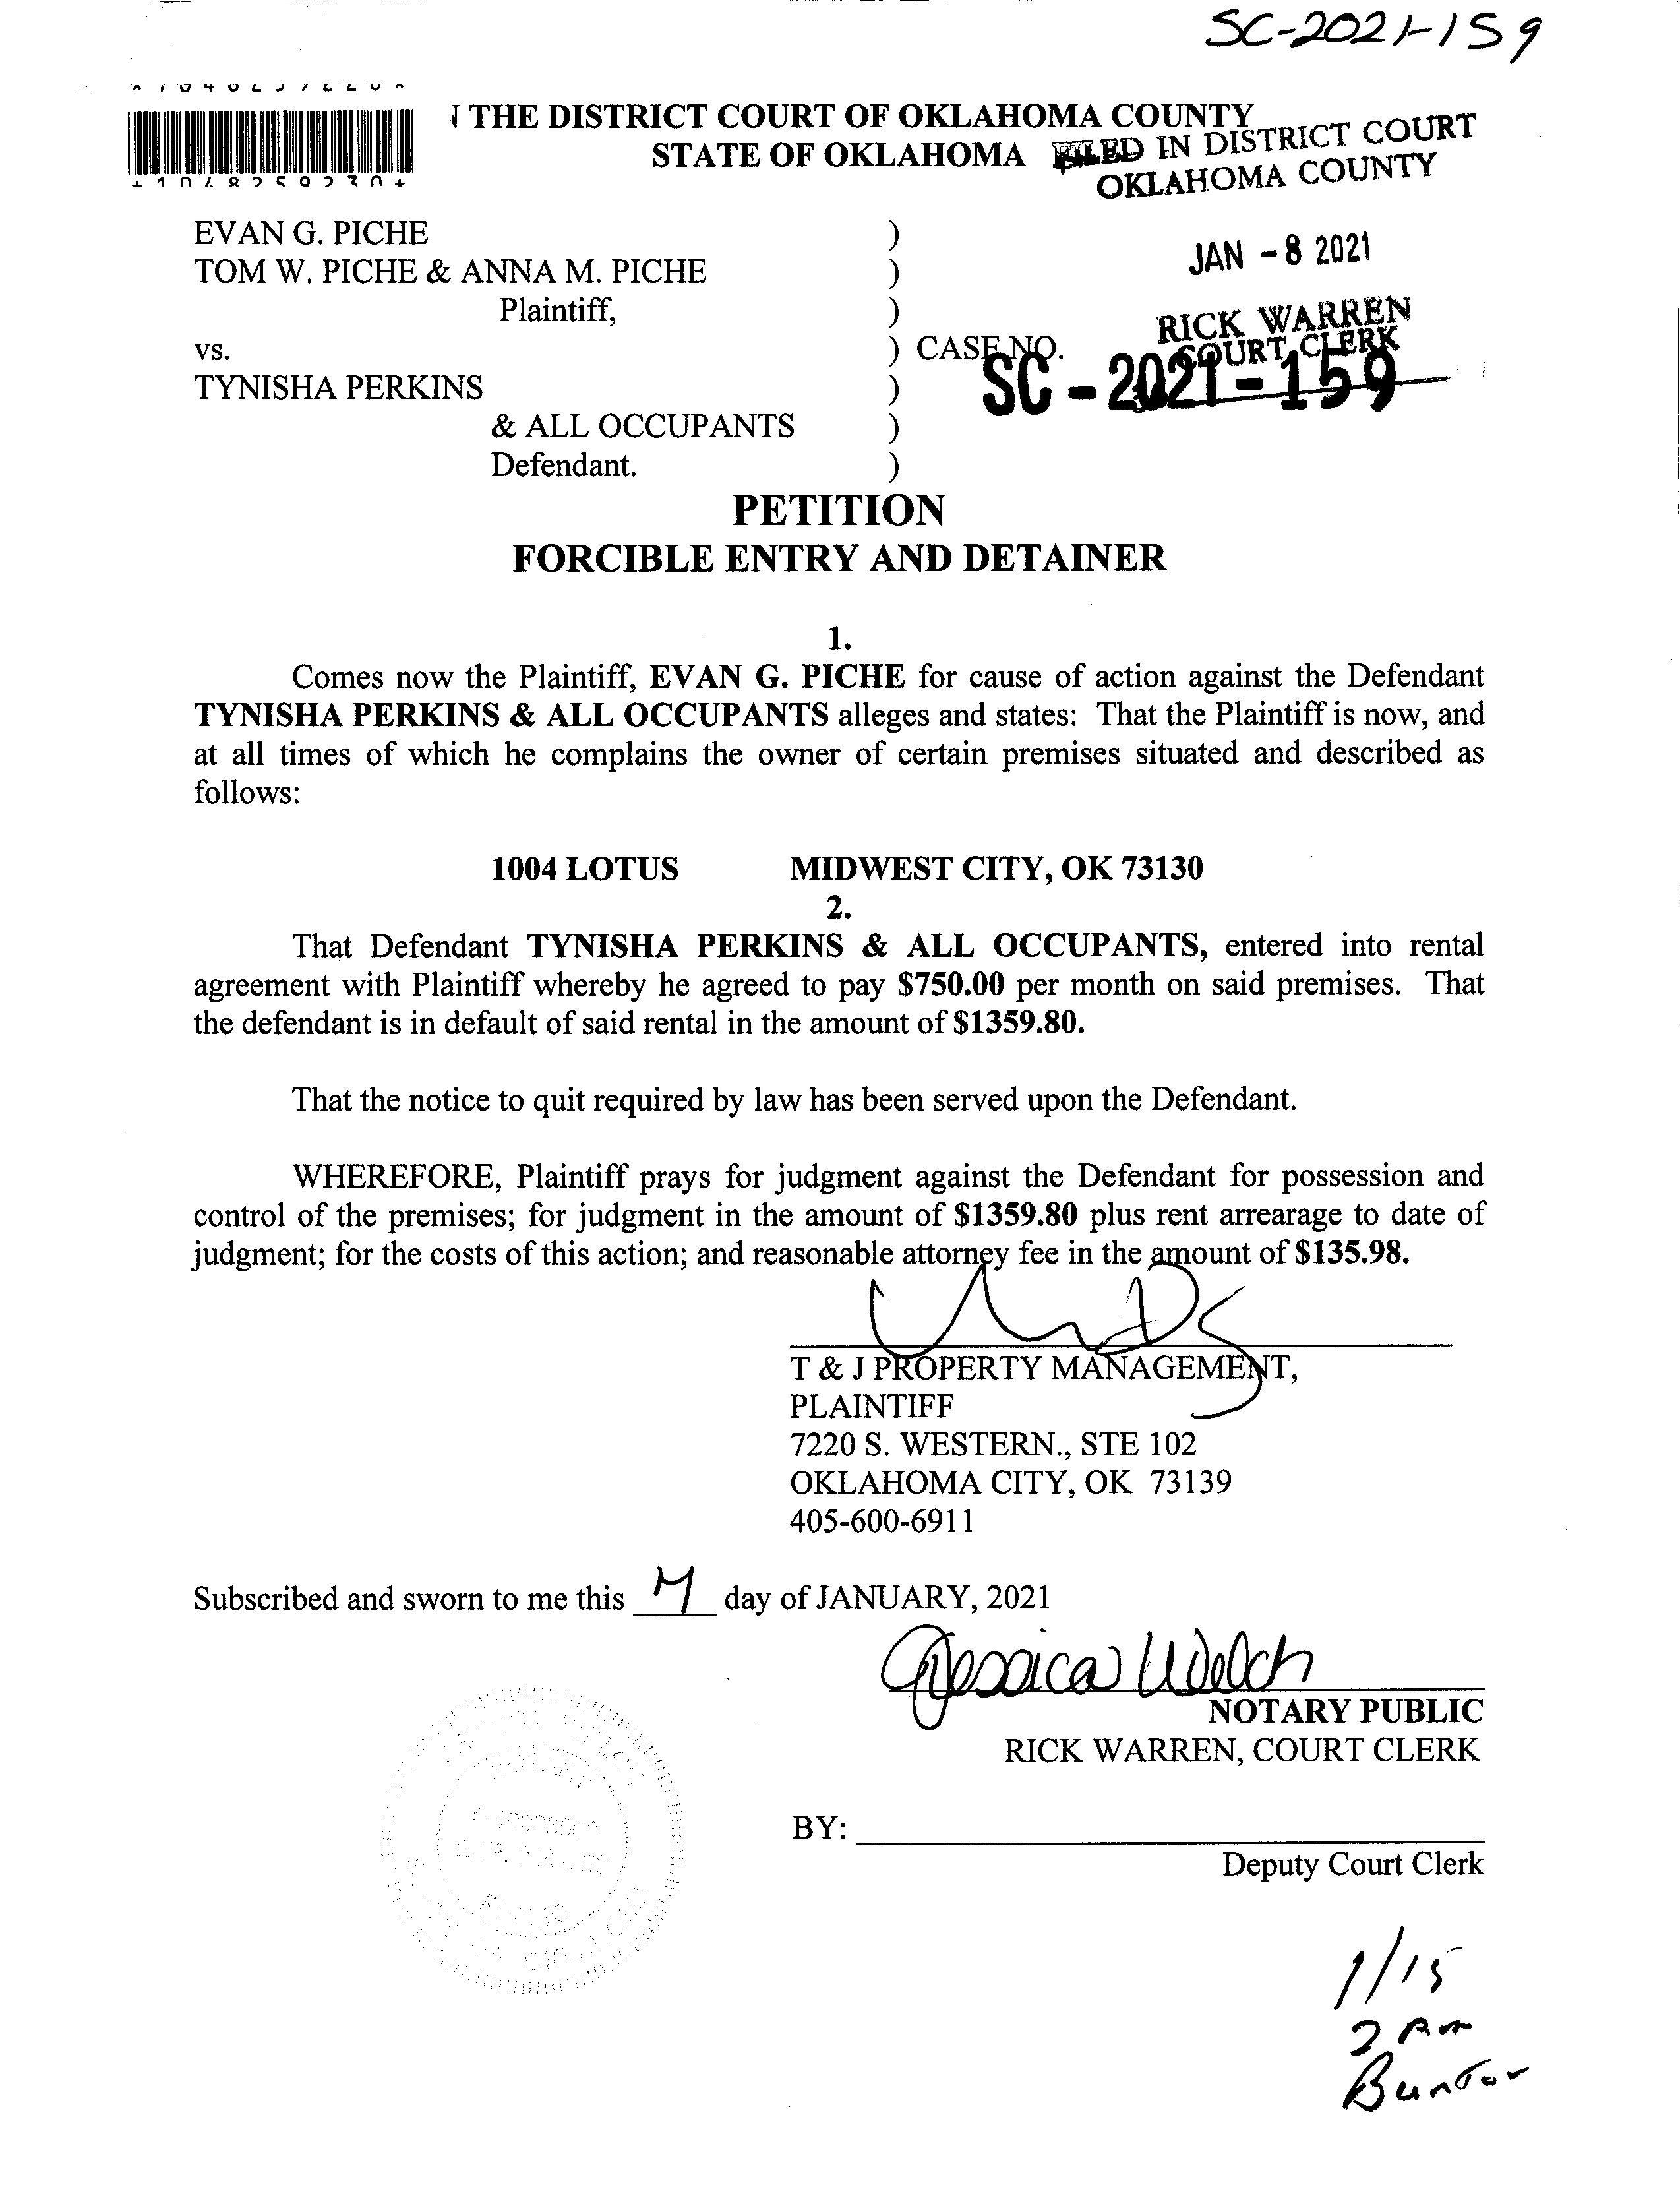 SC-2021-159
THE DISTRICT COURT OF OKLAHOMA COUNTY
STATE OF OKLAHOMA
FILED IN DISTRICT COURT
OKLAHOMA COUNTY
JAN -8 2021
RICK WARREN
COURT CLERK
EVAN G. PICHE )
TOM W. PICHE & ANNA M. PICHE )
Plaintiff, )
vs. ) CASE NO.
SC-2021-159
TYNISHA PERKINS )
& ALL OCCUPANTS )
Defendant. )
PETITION
FORCIBLE ENTRY AND DETAINER
1.
Comes now the Plaintiff, EVAN G. PICHE for cause of action against the Defendant
TYNISHA PERKINS & ALL OCCUPANTS alleges and states: That the Plaintiff is now, and
at all times of which he complains the owner of certain premises situated and described as
follows:
1004 LOTUS MIDWEST CITY, OK 73130
2.
That Defendant TYNISHA PERKINS & ALL OCCUPANTS, entered into rental
agreement with Plaintiff whereby he agreed to pay $750.00 per month on said premises. That
the defendant is in default of said rental in the amount of $1359.80.
That the notice to quit required by law has been served upon the Defendant.
WHEREFORE, Plaintiff prays for judgment against the Defendant for possession and
control of the premises; for judgment in the amount of $1359.80 plus rent arrearage to date of
judgment; for the costs of this action; and reasonable attorney fee in the amount of $135.98.
T & J PROPERTY MANAGEMENT,
PLAINTIFF
7220 S. WESTERN., STE 102
OKLAHOMA CITY, OK 73139
405-600-6911
Subscribed and sworn to me this 7 day of JANUARY, 2021
Jessica Welch
NOTARY PUBLIC
RICK WARREN, COURT CLERK
BY:
Deputy Court Clerk
1/15
2 pm